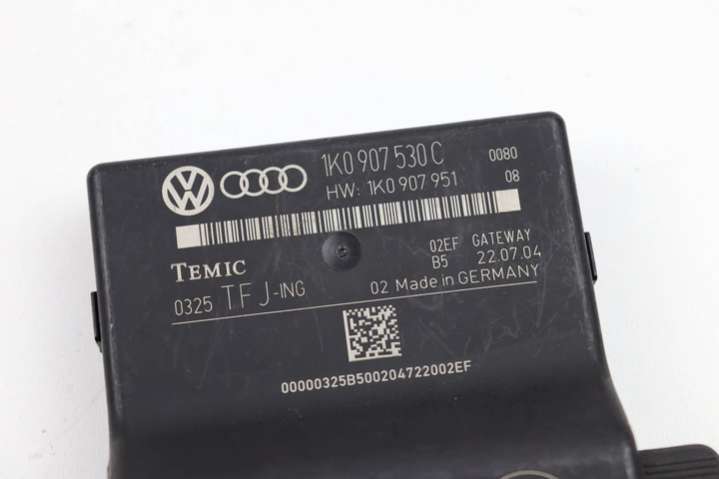 1K0 907 530 C 0080
HW: 1K0 907 951 08
TEMIC 02EF GATEWAY
B5 22.07.04
0325 TF J-ING 02 Made in GERMANY
00000325B500204722002EF